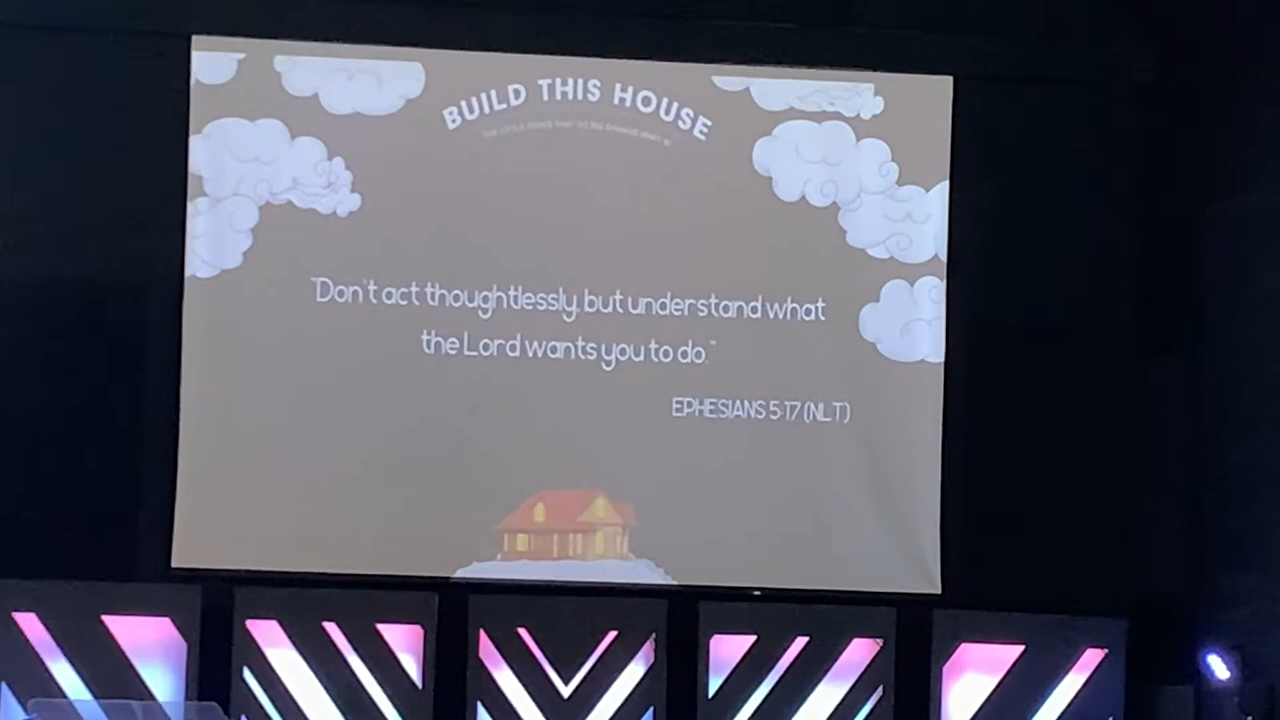 BUILD THIS HOUSE
"Don't act thoughtlessly, but understand what
the Lord wants you to do."
EPHESIANS 5:17 (NLT)